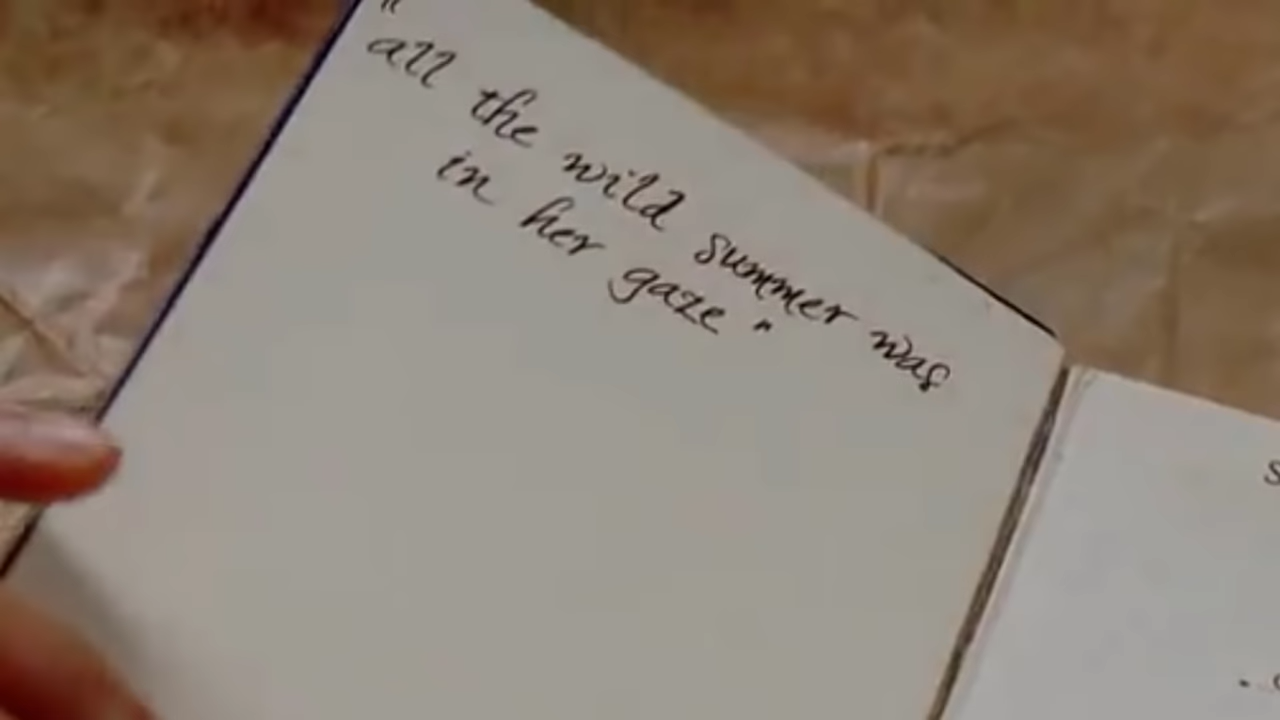 "
all the wild summer was
in her gaze"